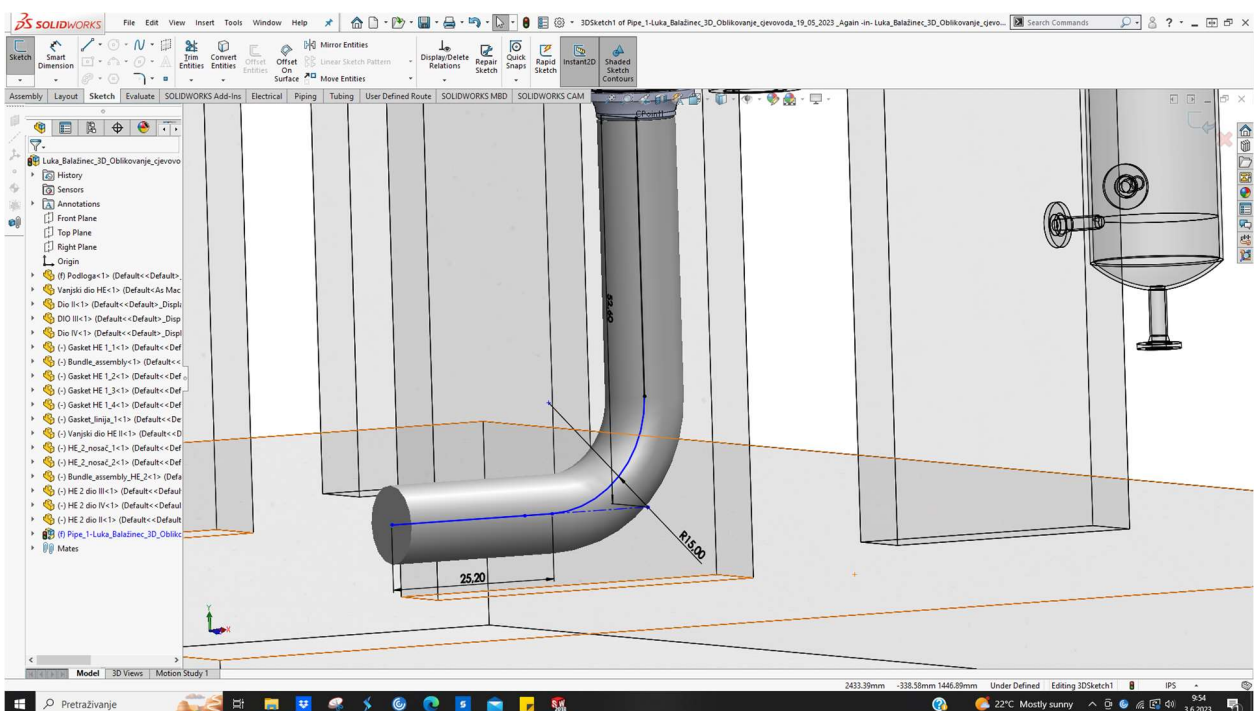 SOLIDWORKS File Edit View Insert Tools Window Help 3DSketch1 of Pipe_1-Luka_Balažinec_3D_Oblikovanje_cjevovoda_19_05_2023 _Again -in- Luka_Balažinec_3D_Oblikovanje_cjevo... Search Commands
Sketch Smart Dimension Trim Entities Convert Entities Offset Entities Offset On Surface Mirror Entities Linear Sketch Pattern Move Entities Display/Delete Relations Repair Sketch Quick Snaps Rapid Sketch Instant2D Shaded Sketch Contours
Assembly Layout Sketch Evaluate SOLIDWORKS Add-Ins Electrical Piping Tubing User Defined Route SOLIDWORKS MBD SOLIDWORKS CAM
CPoint1
Luka_Balažinec_3D_Oblikovanje_cjevovo
History
Sensors
Annotations
Front Plane
Top Plane
Right Plane
Origin
(f) Podloga<1> (Default<<Default>_
Vanjski dio HE<1> (Default<As Mac
Dio II<1> (Default<<Default>_Displa
DIO III<1> (Default<<Default>_Disp
Dio IV<1> (Default<<Default>_Displ
(-) Gasket HE 1_1<1> (Default<<Def
(-) Bundle_assembly<1> (Default<<
(-) Gasket HE 1_2<1> (Default<<Def
(-) Gasket HE 1_3<1> (Default<<Def
(-) Gasket HE 1_4<1> (Default<<Def
(-) Gasket_linija_1<1> (Default<<De
(-) Vanjski dio HE II<1> (Default<<D
(-) HE_2_nosač_1<1> (Default<<Def
(-) HE_2_nosač_2<1> (Default<<Def
(-) Bundle_assembly_HE_2<1> (Defa
(-) HE 2 dio III<1> (Default<<Defaul
(-) HE 2 dio IV<1> (Default<<Defaul
(-) HE 2 dio II<1> (Default<<Default
(f) Pipe_1-Luka_Balažinec_3D_Oblikc
Mates
52,60
R15,00
25,20
Y
X
Model 3D Views Motion Study 1
2433.39mm -338.58mm 1446.89mm Under Defined Editing 3DSketch1 IPS
Pretraživanje 22°C Mostly sunny 9:54
3.6.2023.